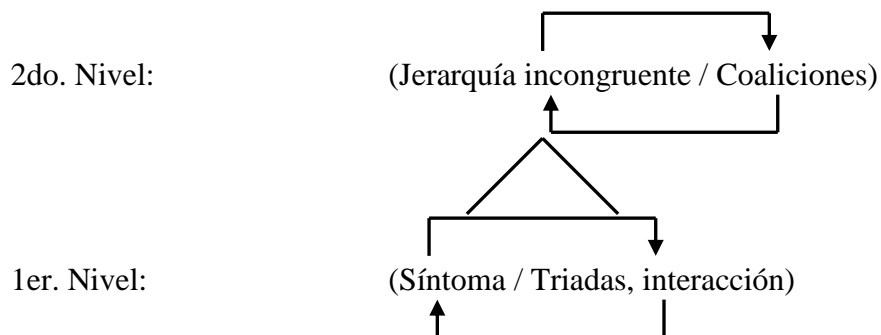 2do. Nivel: (Jerarquía incongruente / Coaliciones)
1er. Nivel: (Síntoma / Triadas, interacción)